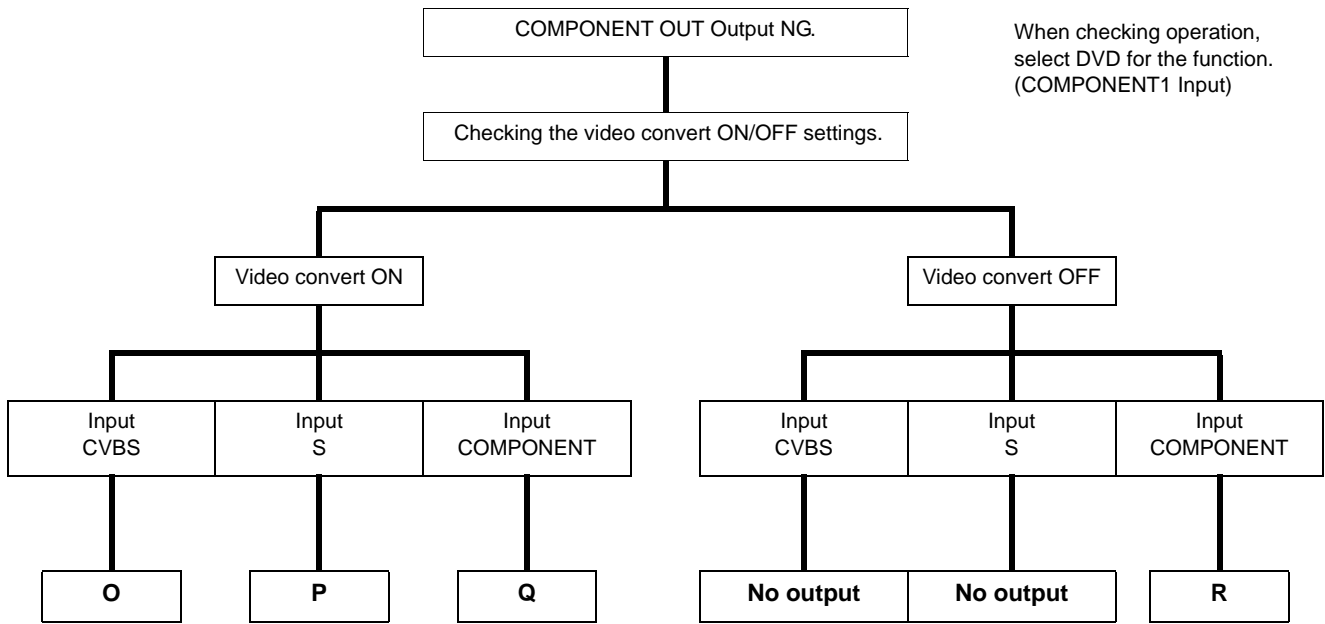 COMPONENT OUT Output NG.
When checking operation,
select DVD for the function.
(COMPONENT1 Input)
Checking the video convert ON/OFF settings.
Video convert ON
Video convert OFF
Input
CVBS
Input
S
Input
COMPONENT
Input
CVBS
Input
S
Input
COMPONENT
O
P
Q
No output
No output
R